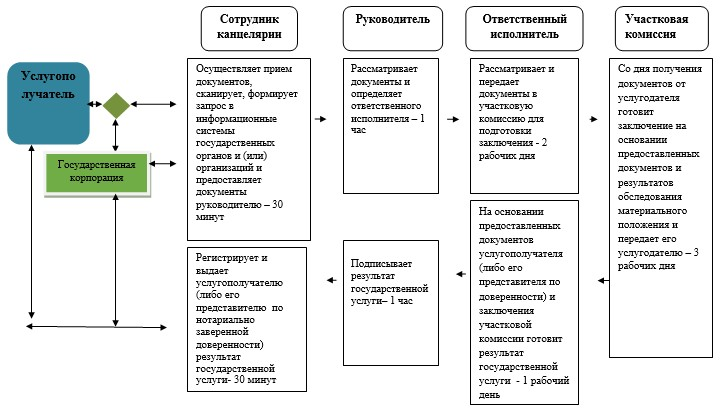 Сотрудник
канцелярии
Руководитель
Ответственный
исполнитель
Участковая
комиссия
Услугопо
лучатель
Государственная
корпорация
Осуществляет прием
документов,
сканирует, формирует
запрос в
информационные
системы
государственных
органов и (или)
организаций и
предоставляет
документы
руководителю – 30
минут
Рассматривает
документы и
определяет
ответственного
исполнителя – 1
час
Рассматривает и
передает
документы в
участковую
комиссию для
подготовки
заключения - 2
рабочих дня
Со дня получения
документов от
услугодателя
готовит
заключение на
основании
предоставленных
документов и
результатов
обследования
материального
положения и
передает его
услугодателю – 3
рабочих дня
На основании
предоставленных
документов
услугополучателя
(либо его
представителя по
доверенности) и
заключения
участковой
комиссии готовит
результат
государственной
услуги - 1 рабочий
день
Подписывает
результат
государственной
услуги– 1 час
Регистрирует и
выдает
услугополучателю
(либо его
представителю по
нотариально
заверенной
доверенности)
результат
государственной
услуги- 30 минут